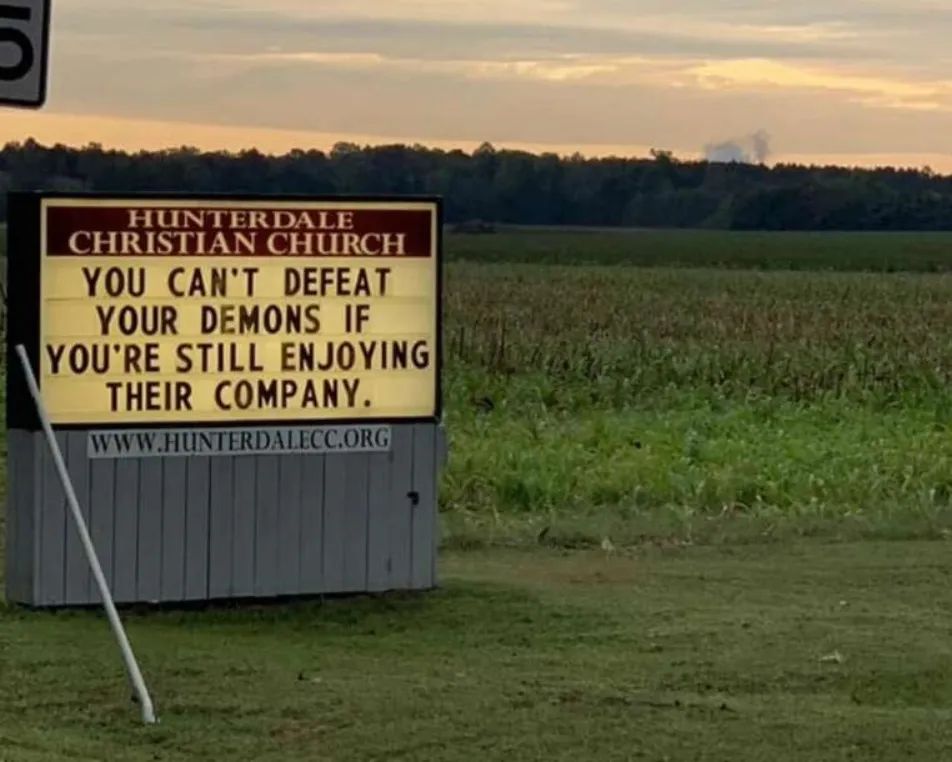 HUNTERDALE
CHRISTIAN CHURCH
YOU CAN'T DEFEAT
YOUR DEMONS IF
YOU'RE STILL ENJOYING
THEIR COMPANY.
WWW.HUNTERDALECC.ORG